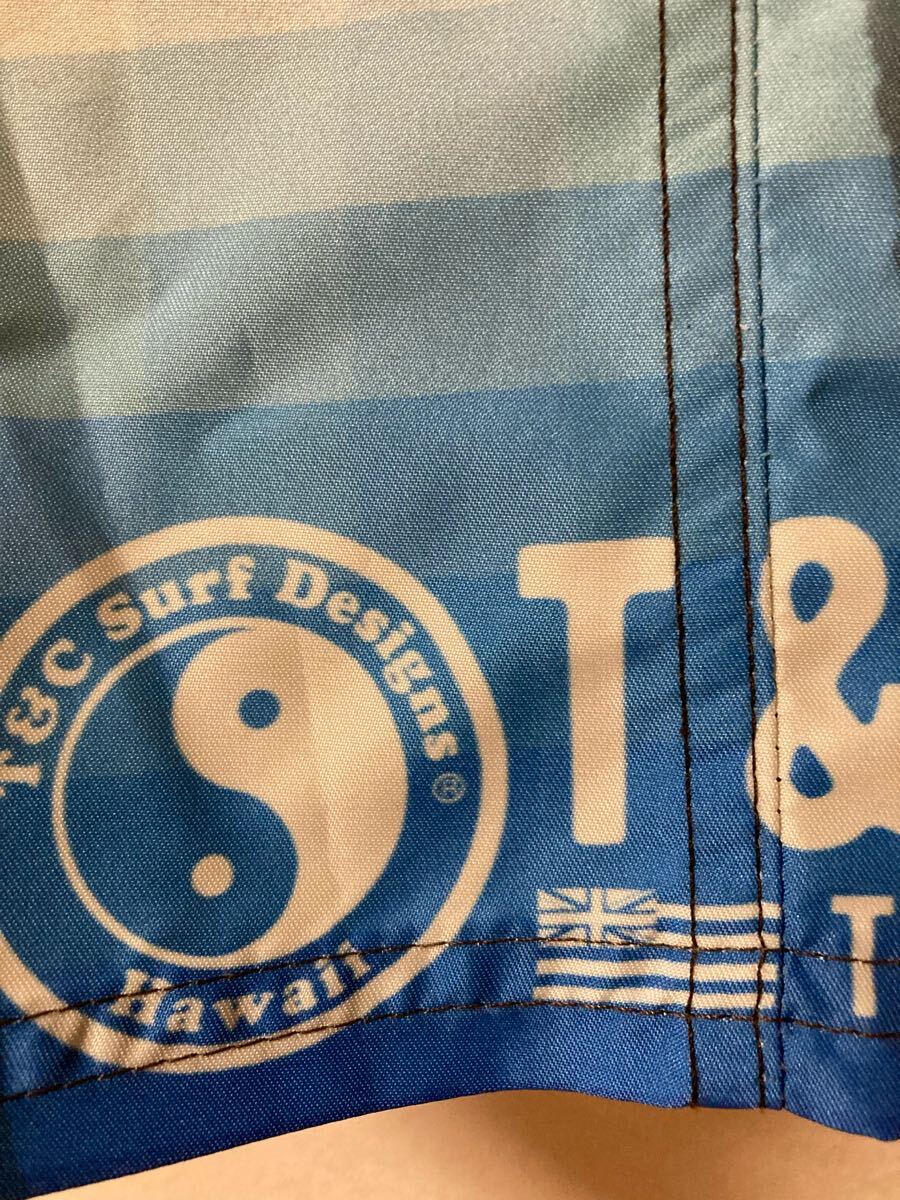 T&C Surf Designs®
Hawaii
T&
T